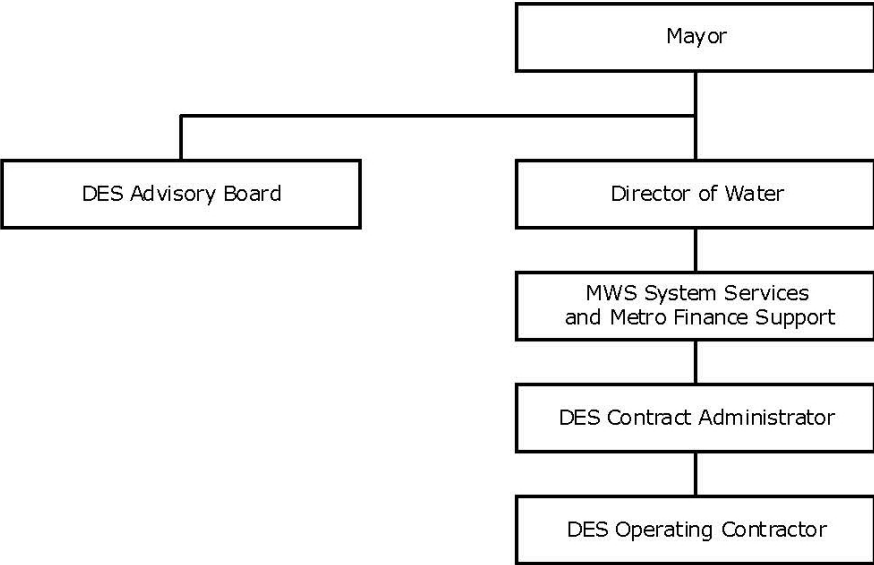 Mayor
DES Advisory Board
Director of Water
MWS System Services
and Metro Finance Support
DES Contract Administrator
DES Operating Contractor